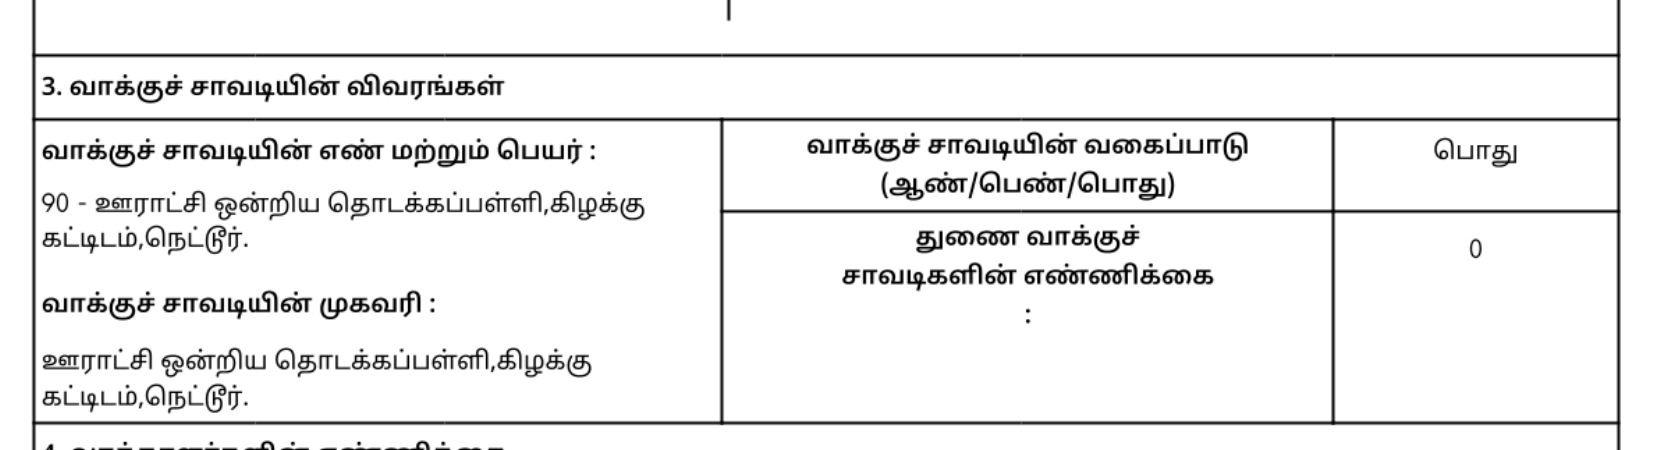 3. வாக்குச் சாவடியின் விவரங்கள்
வாக்குச் சாவடியின் எண் மற்றும் பெயர் :
90 - ஊராட்சி ஒன்றிய தொடக்கப்பள்ளி,கிழக்கு
கட்டிடம்,நெட்டூர்.
வாக்குச் சாவடியின் முகவரி :
ஊராட்சி ஒன்றிய தொடக்கப்பள்ளி,கிழக்கு
கட்டிடம்,நெட்டூர்.
வாக்குச் சாவடியின் வகைப்பாடு
(ஆண்/பெண்/பொது)
பொது
துணை வாக்குச்
சாவடிகளின் எண்ணிக்கை
:
0